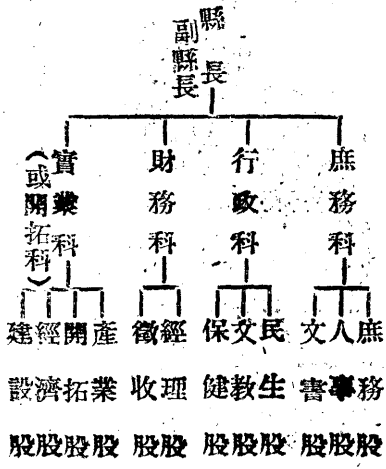 縣長
副縣長
庶務科
行政科
財務科
實業科
(或開拓科)
庶務股
人事股
文書股
民生股
文教股
保健股
經理股
徵收股
產業股
開拓股
經濟股
建設股